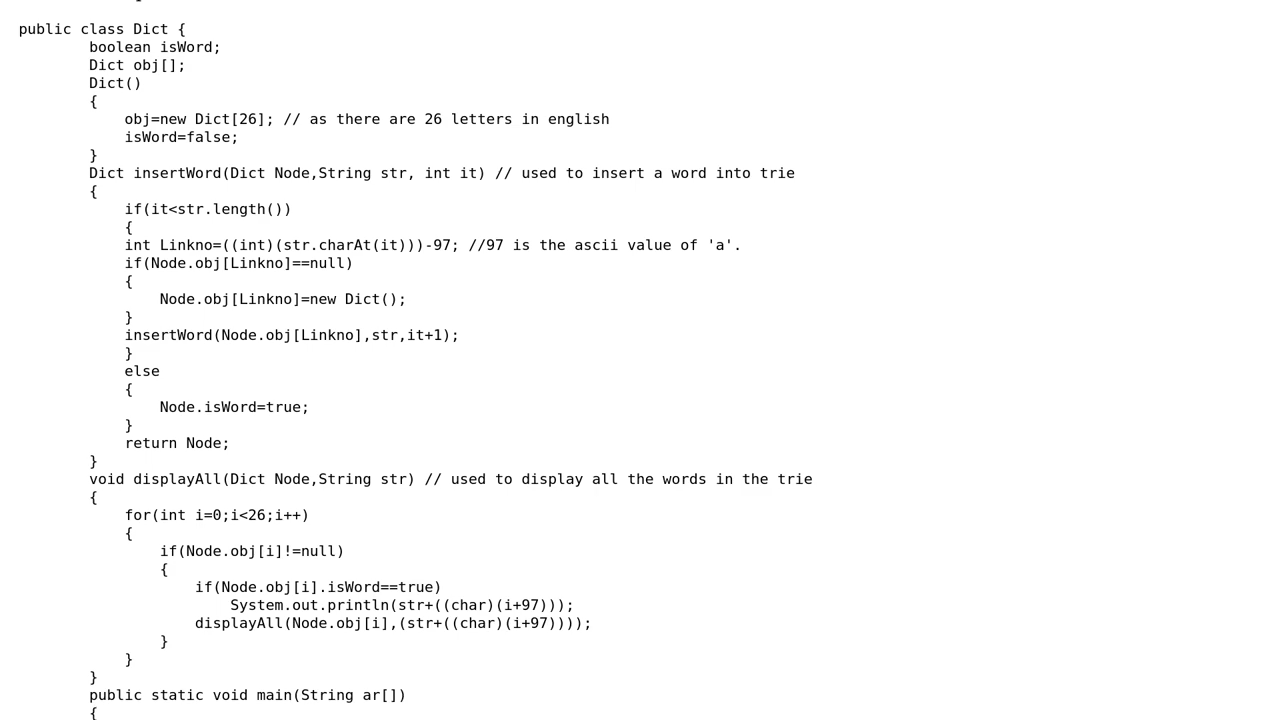 public class Dict {
boolean isWord;
Dict obj[];
Dict()
{
obj=new Dict[26]; // as there are 26 letters in english
isWord=false;
}
Dict insertWord(Dict Node,String str, int it) // used to insert a word into trie
{
if(it<str.length())
{
int Linkno=((int)(str.charAt(it)))-97; //97 is the ascii value of 'a'.
if(Node.obj[Linkno]==null)
{
Node.obj[Linkno]=new Dict();
}
insertWord(Node.obj[Linkno],str,it+1);
}
else
{
Node.isWord=true;
}
return Node;
}
void displayAll(Dict Node,String str) // used to display all the words in the trie
{
for(int i=0;i<26;i++)
{
if(Node.obj[i]!=null)
{
if(Node.obj[i].isWord==true)
System.out.println(str+((char)(i+97)));
displayAll(Node.obj[i],(str+((char)(i+97))));
}
}
}
public static void main(String ar[])
{